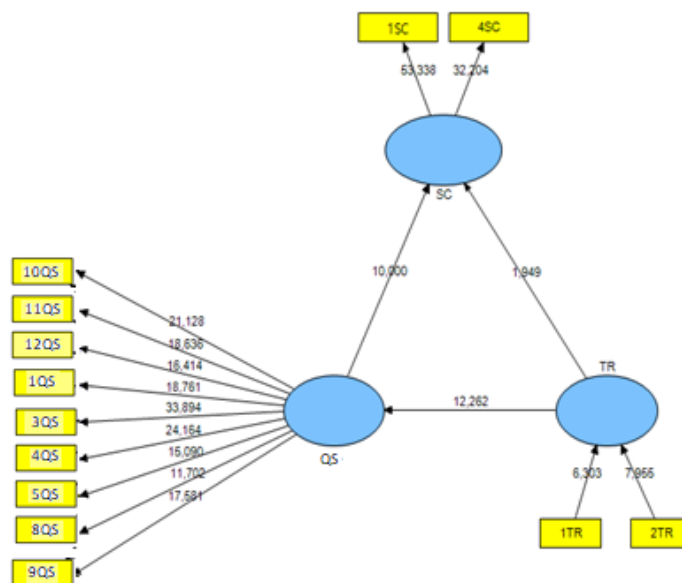 1SC
4SC
53,338
32,204
SC
10,000
1,949
10QS
11QS
12QS
1QS
3QS
4QS
5QS
8QS
9QS
21,128
18,636
16,414
18,761
33,894
24,164
15,090
11,702
17,581
QS
12,262
TR
6,303
7,955
1TR
2TR